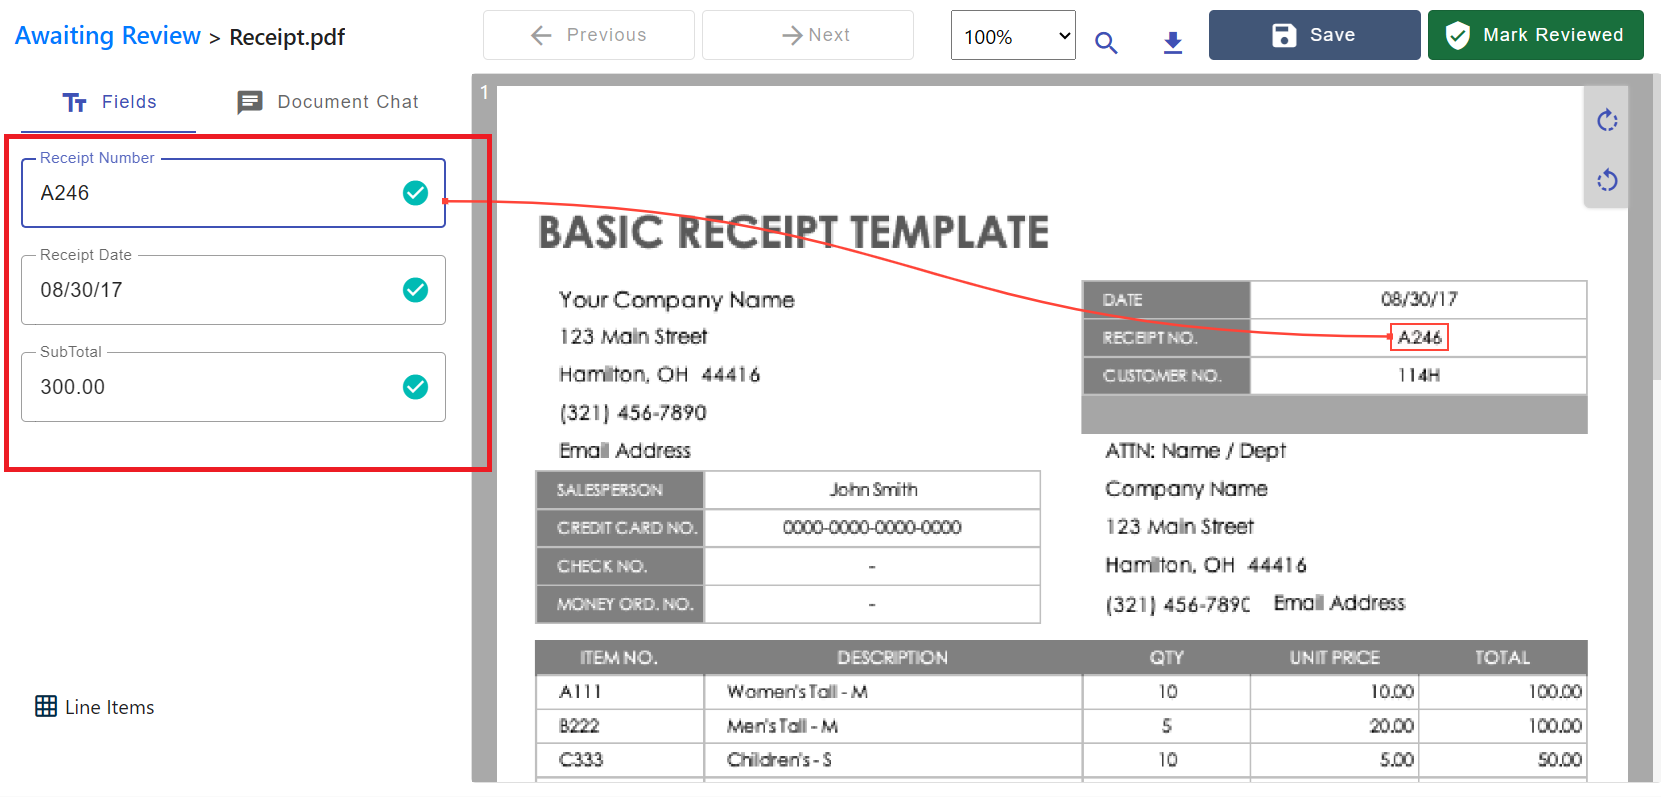 Awaiting Review > Receipt.pdf
Previous
Next
100%
Save
Mark Reviewed
Fields
Document Chat
Receipt Number
A246
Receipt Date
08/30/17
SubTotal
300.00
Line Items
1
BASIC RECEIPT TEMPLATE
Your Company Name
123 Main Street
Hamilton, OH 44416
(321) 456-7890
Email Address
DATE 08/30/17
RECEIPT NO. A246
CUSTOMER NO. 114H
ATTN: Name / Dept
Company Name
123 Main Street
Hamilton, OH 44416
(321) 456-7890 Email Address
SALESPERSON John Smith
CREDIT CARD NO. 0000-0000-0000-0000
CHECK NO. -
MONEY ORD. NO. -
ITEM NO. DESCRIPTION QTY UNIT PRICE TOTAL
A111 Women's Tall - M 10 10.00 100.00
B222 Men's Tall - M 5 20.00 100.00
C333 Children's - S 10 5.00 50.00